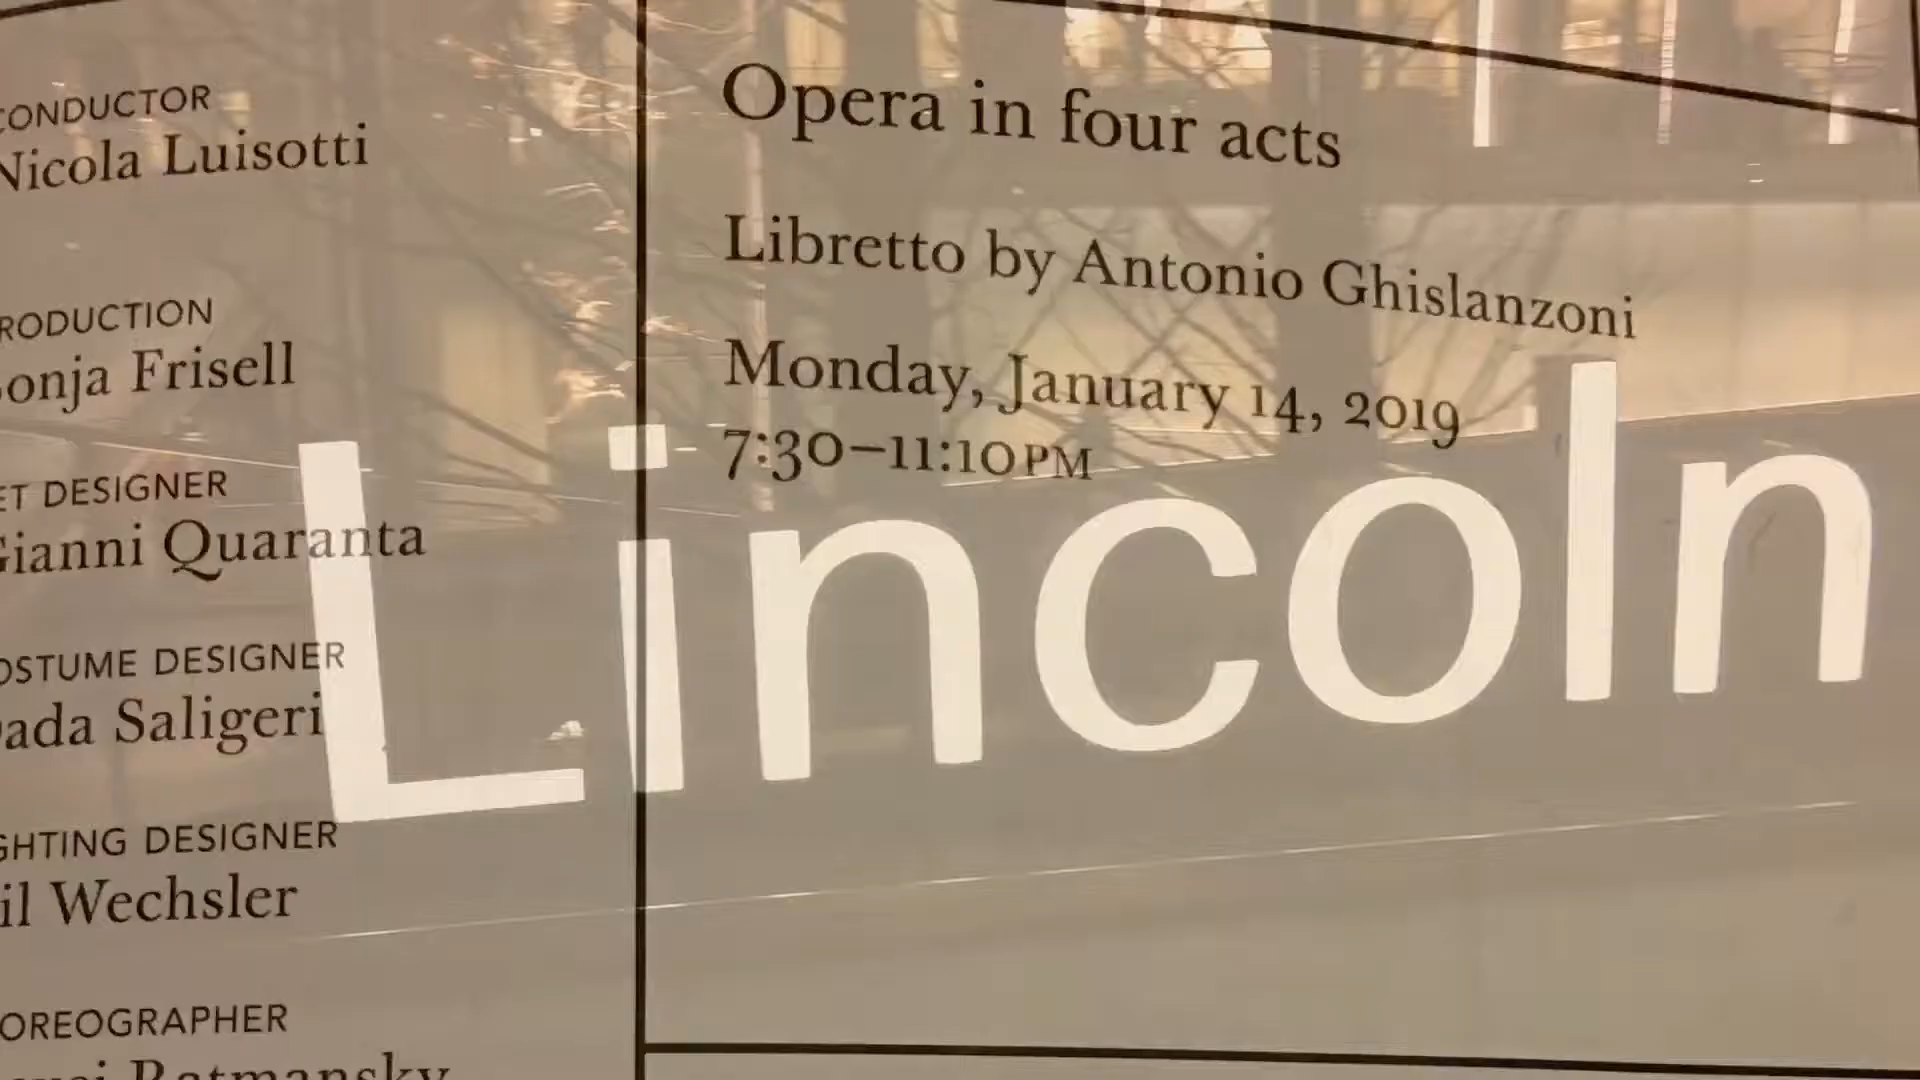 CONDUCTOR
Nicola Luisotti
RODUCTION
onja Frisell
ET DESIGNER
Gianni Quaranta
OSTUME DESIGNER
ada Saligeri
GHTING DESIGNER
il Wechsler
OREOGRAPHER
Ratmansky
Opera in four acts
Libretto by Antonio Ghislanzoni
Monday, January 14, 2019
7:30–11:10PM
Lincoln